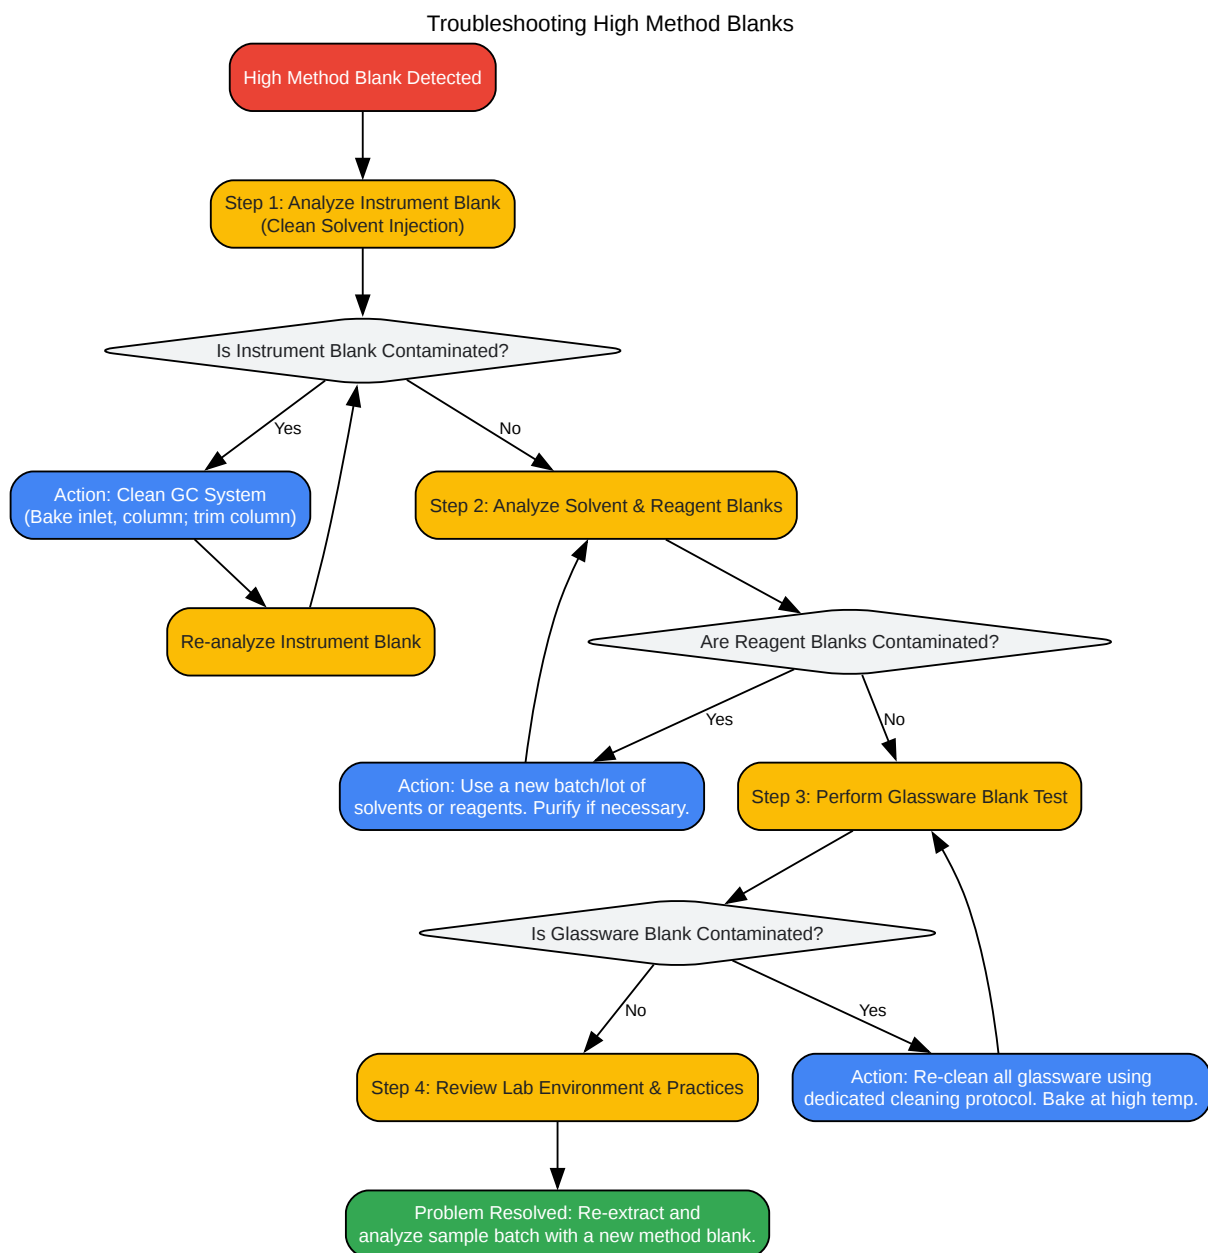 Troubleshooting High Method Blanks
High Method Blank Detected
Step 1: Analyze Instrument Blank
(Clean Solvent Injection)
Is Instrument Blank Contaminated?
Yes
No
Action: Clean GC System
(Bake inlet, column; trim column)
Step 2: Analyze Solvent & Reagent Blanks
Re-analyze Instrument Blank
Are Reagent Blanks Contaminated?
Yes
No
Action: Use a new batch/lot of
solvents or reagents. Purify if necessary.
Step 3: Perform Glassware Blank Test
Is Glassware Blank Contaminated?
No
Yes
Step 4: Review Lab Environment & Practices
Action: Re-clean all glassware using
dedicated cleaning protocol. Bake at high temp.
Problem Resolved: Re-extract and
analyze sample batch with a new method blank.